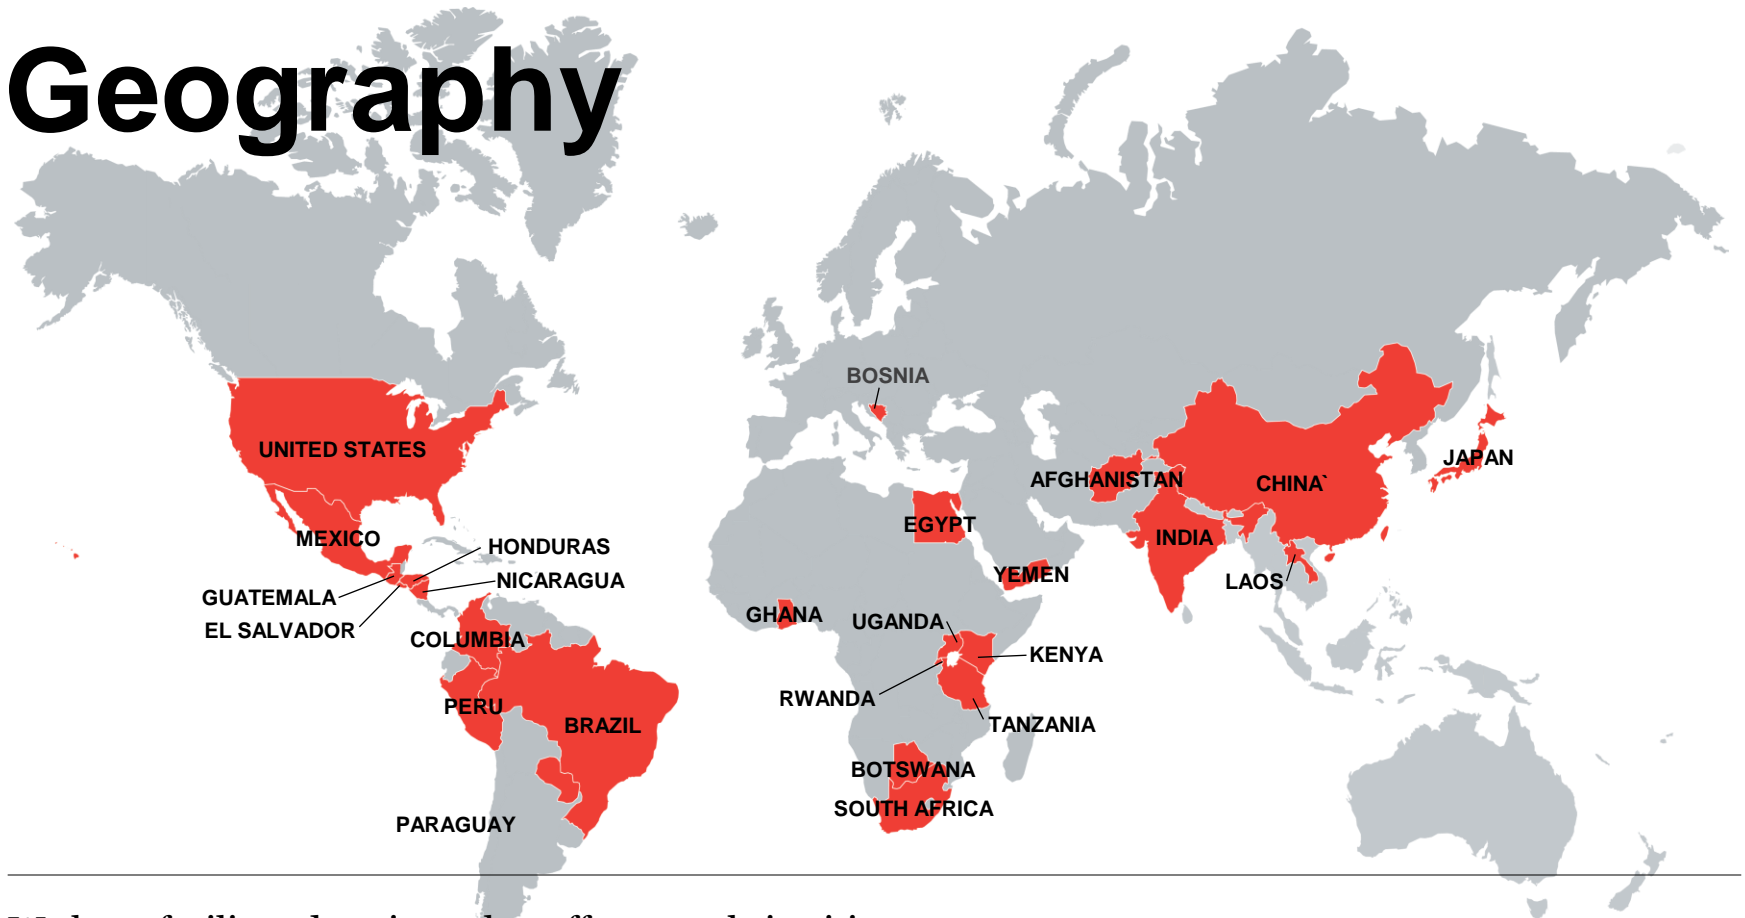 Geography
BOSNIA
UNITED STATES
JAPAN
AFGHANISTAN
CHINA`
EGYPT
MEXICO
INDIA
HONDURAS
YEMEN
NICARAGUA
LAOS
GUATEMALA
GHANA
UGANDA
EL SALVADOR
COLUMBIA
KENYA
RWANDA
PERU
TANZANIA
BRAZIL
BOTSWANA
SOUTH AFRICA
PARAGUAY